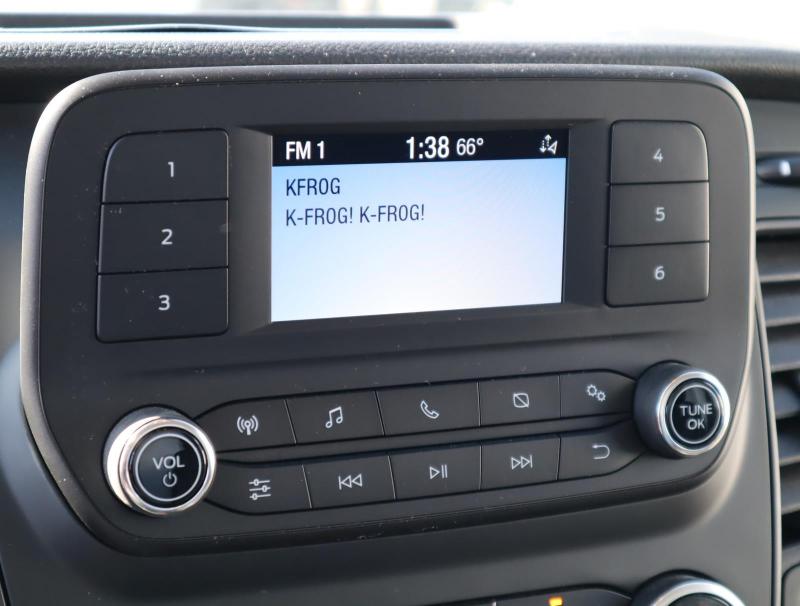 FM 1 1:38 66°
KFROG
K-FROG! K-FROG!
1
2
3
4
5
6
VOL
TUNE
OK